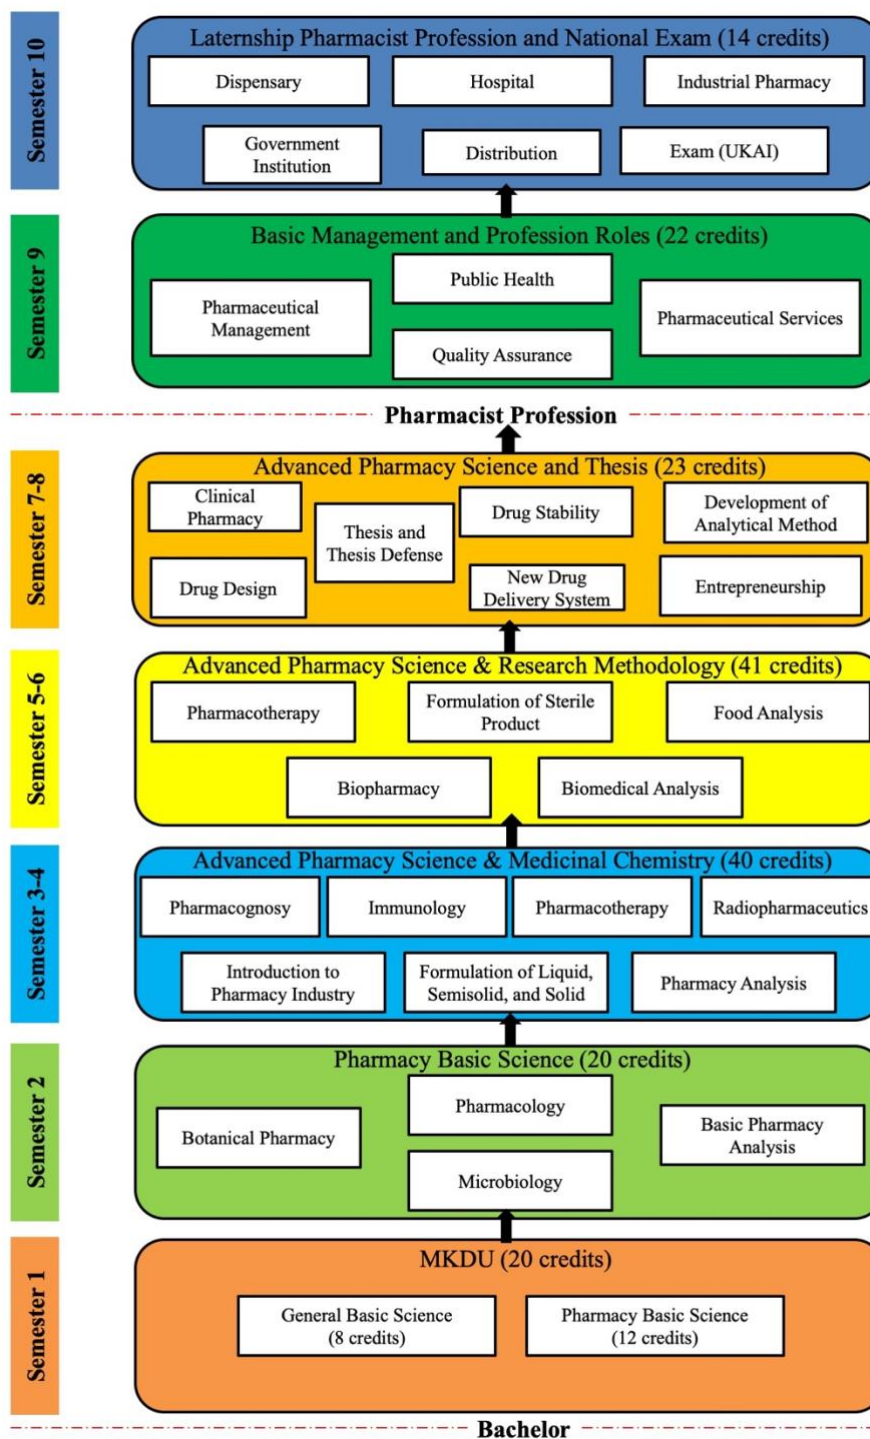 Semester 10
Laternship Pharmacist Profession and National Exam (14 credits)
Dispensary
Hospital
Industrial Pharmacy
Government
Institution
Distribution
Exam (UKAI)
Semester 9
Basic Management and Profession Roles (22 credits)
Pharmaceutical
Management
Public Health
Quality Assurance
Pharmaceutical Services
Pharmacist Profession
Semester 7-8
Advanced Pharmacy Science and Thesis (23 credits)
Clinical
Pharmacy
Thesis and
Thesis Defense
Drug Stability
Development of
Analytical Method
Drug Design
New Drug
Delivery System
Entrepreneurship
Semester 5-6
Advanced Pharmacy Science & Research Methodology (41 credits)
Pharmacotherapy
Formulation of Sterile
Product
Food Analysis
Biopharmacy
Biomedical Analysis
Semester 3-4
Advanced Pharmacy Science & Medicinal Chemistry (40 credits)
Pharmacognosy
Immunology
Pharmacotherapy
Radiopharmaceutics
Introduction to
Pharmacy Industry
Formulation of Liquid,
Semisolid, and Solid
Pharmacy Analysis
Semester 2
Pharmacy Basic Science (20 credits)
Botanical Pharmacy
Pharmacology
Microbiology
Basic Pharmacy
Analysis
Semester 1
MKDU (20 credits)
General Basic Science
(8 credits)
Pharmacy Basic Science
(12 credits)
Bachelor